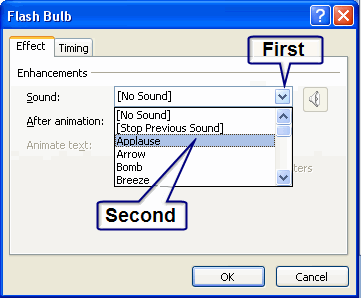 Flash Bulb
Effect
Timing
First
Enhancements
Sound:
[No Sound]
After animation:
[No Sound]
[Stop Previous Sound]
Applause
Animate text:
Arrow
Bomb
Breeze
Second
OK
Cancel